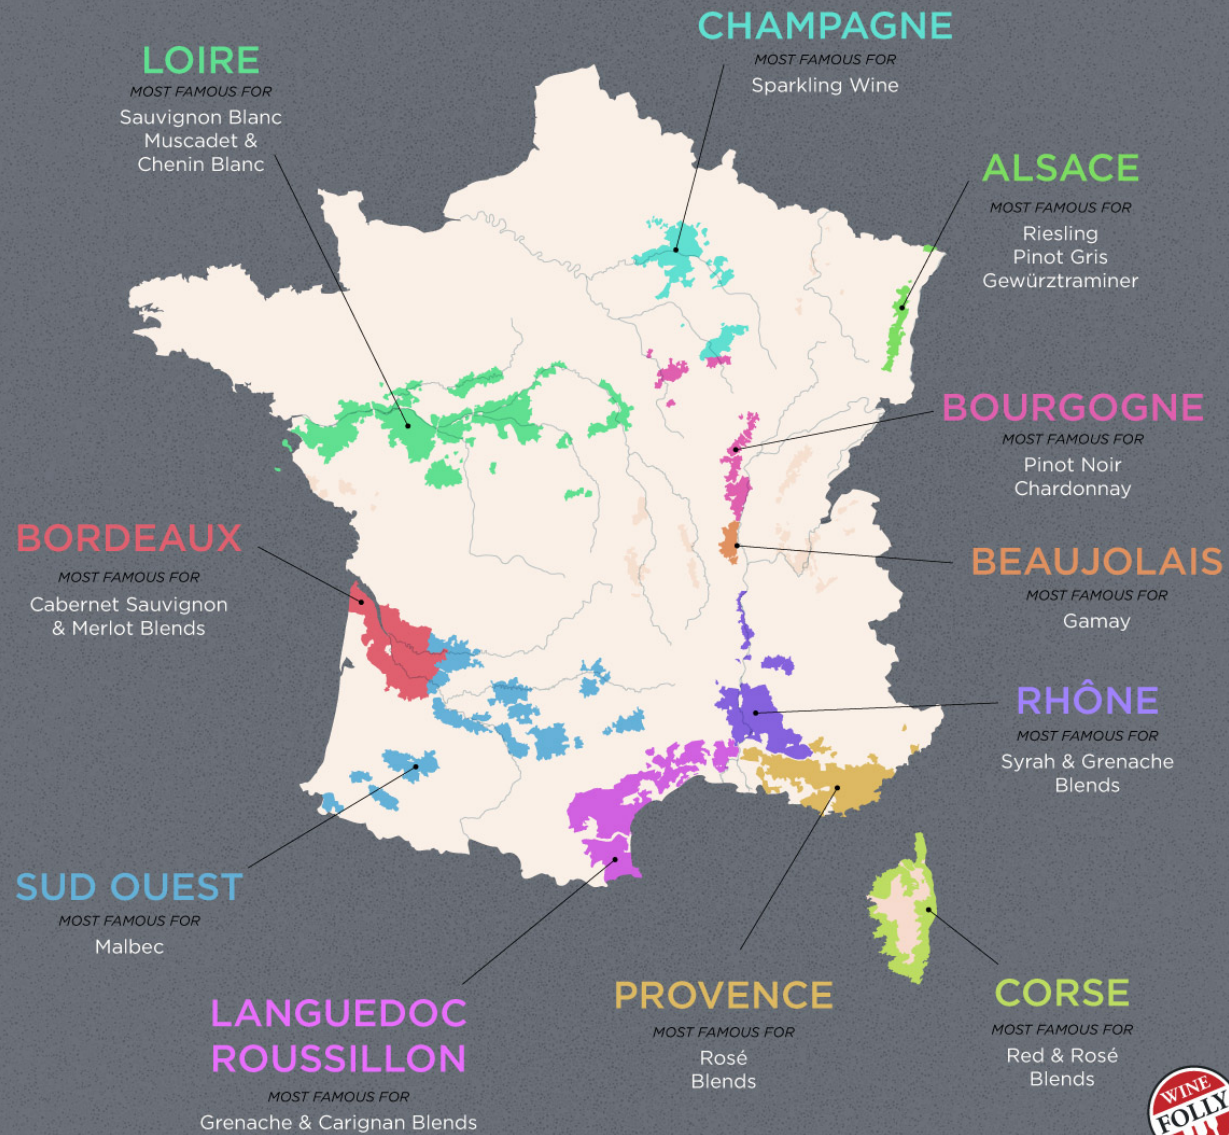 CHAMPAGNE
MOST FAMOUS FOR
Sparkling Wine
LOIRE
MOST FAMOUS FOR
Sauvignon Blanc
Muscadet &
Chenin Blanc
ALSACE
MOST FAMOUS FOR
Riesling
Pinot Gris
Gewürztraminer
BOURGOGNE
MOST FAMOUS FOR
Pinot Noir
Chardonnay
BORDEAUX
MOST FAMOUS FOR
Cabernet Sauvignon
& Merlot Blends
BEAUJOLAIS
MOST FAMOUS FOR
Gamay
RHÔNE
MOST FAMOUS FOR
Syrah & Grenache
Blends
SUD OUEST
MOST FAMOUS FOR
Malbec
LANGUEDOC
ROUSSILLON
MOST FAMOUS FOR
Grenache & Carignan Blends
PROVENCE
MOST FAMOUS FOR
Rosé
Blends
CORSE
MOST FAMOUS FOR
Red & Rosé
Blends
WINE
FOLLY